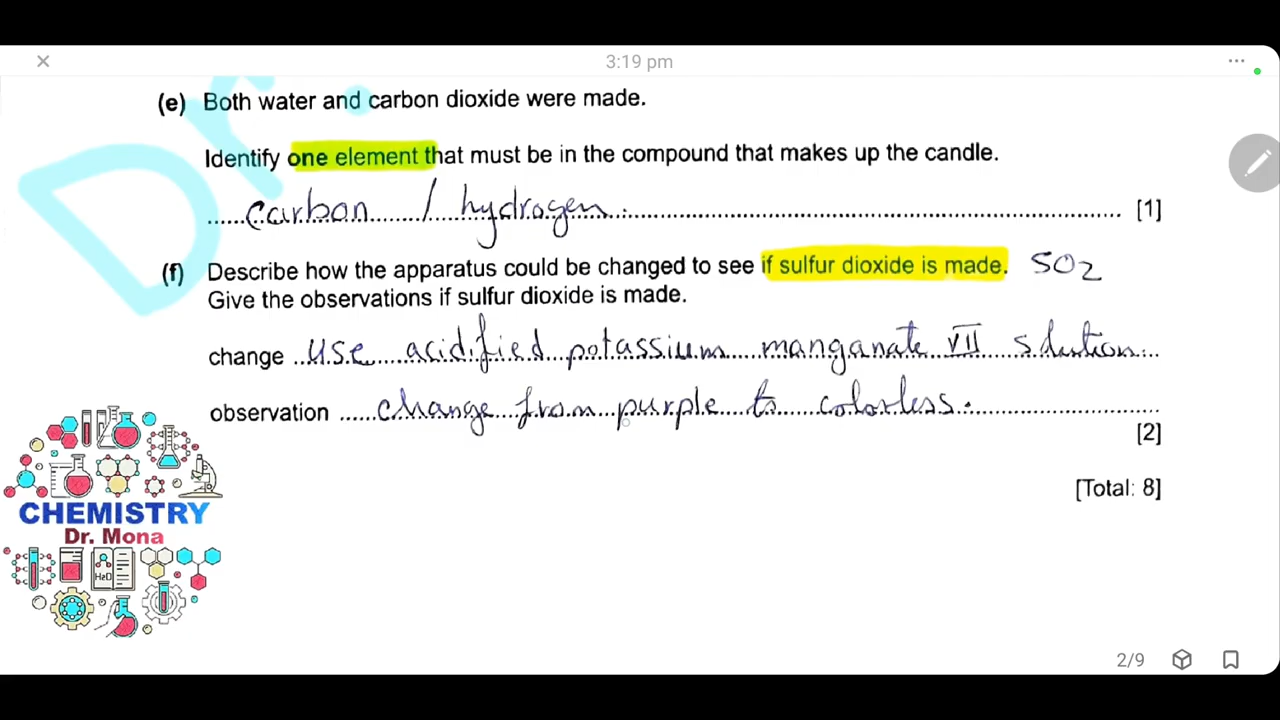 3:19 pm
Dr.
(e) Both water and carbon dioxide were made.
Identify one element that must be in the compound that makes up the candle.
carbon / hydrogen. [1]
(f) Describe how the apparatus could be changed to see if sulfur dioxide is made. SO2
Give the observations if sulfur dioxide is made.
change use acidified potassium manganate VII solution
observation change from purple to colorless.
[2]
[Total: 8]
CHEMISTRY
Dr. Mona
H2O
2/9